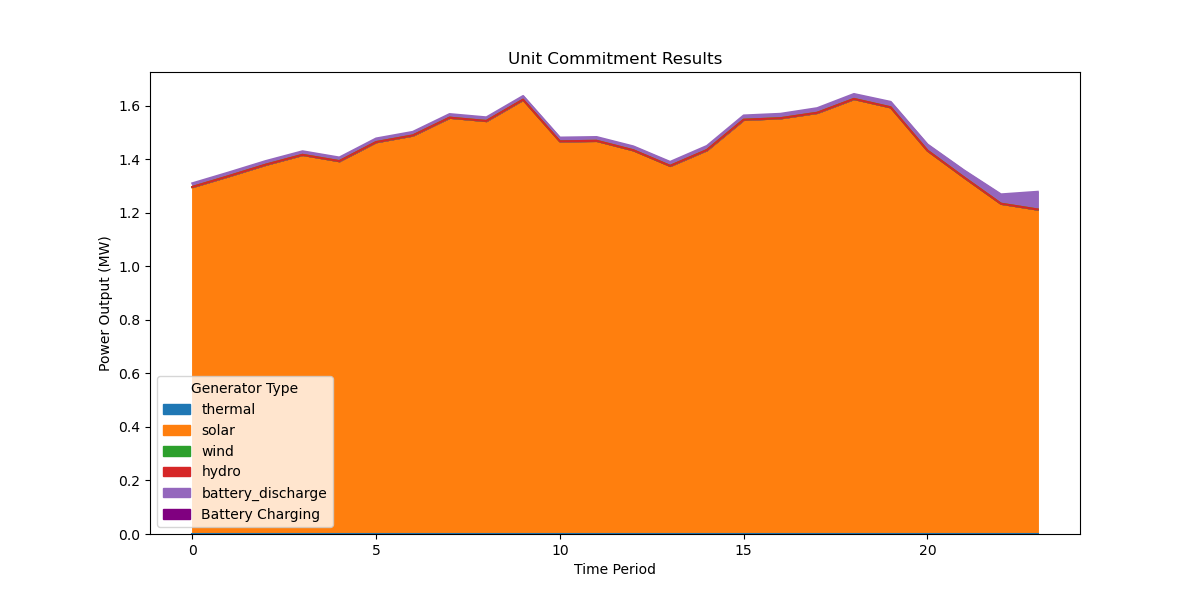 Unit Commitment Results
Power Output (MW)
1.6
1.4
1.2
1.0
0.8
0.6
0.4
0.2
0.0
Generator Type
thermal
solar
wind
hydro
battery_discharge
Battery Charging
0 5 10 15 20
Time Period